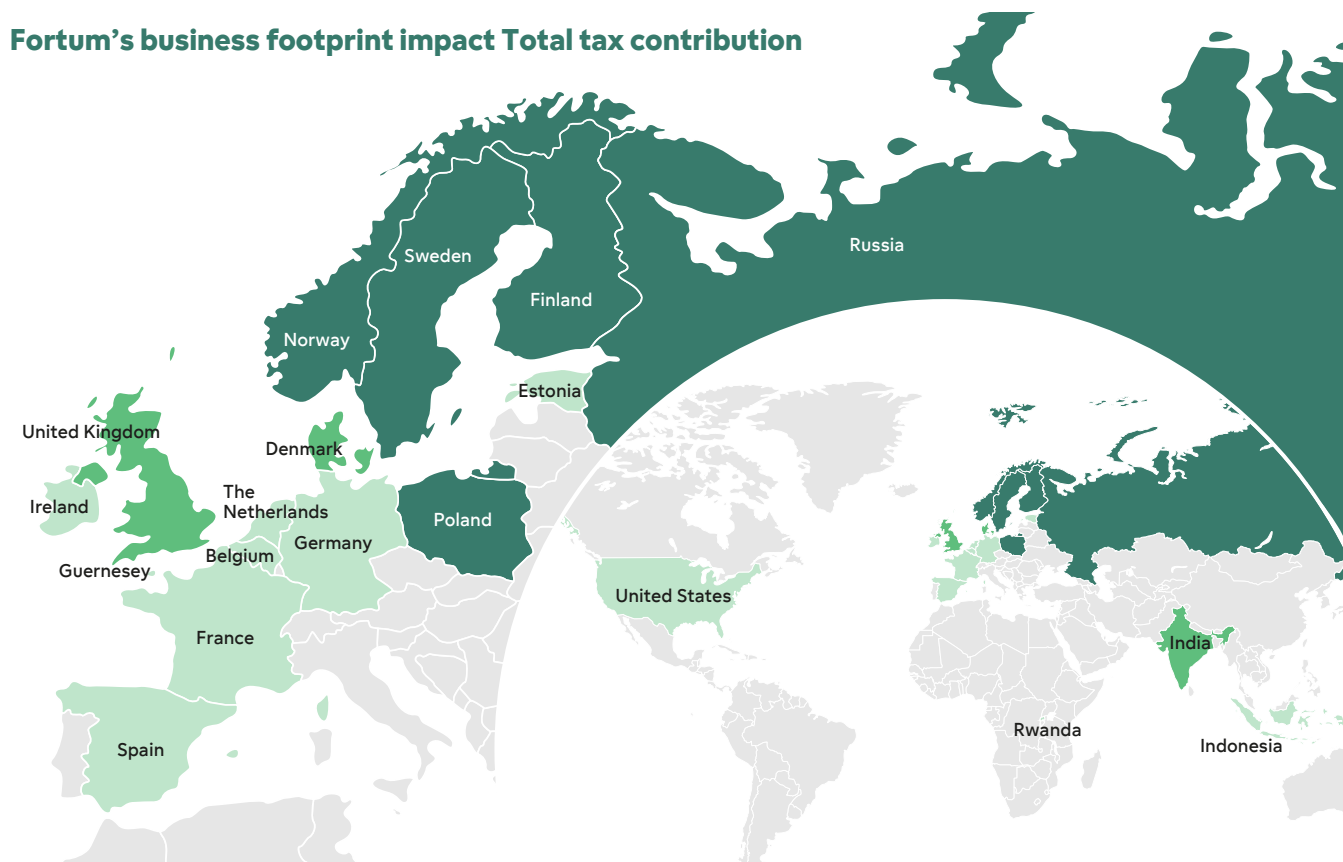 Fortum's business footprint impact Total tax contribution
Russia
Sweden
Finland
Norway
Estonia
United Kingdom
Denmark
The
Netherlands
Ireland
Poland
Germany
Belgium
Guernesey
United States
France
India
Rwanda
Indonesia
Spain